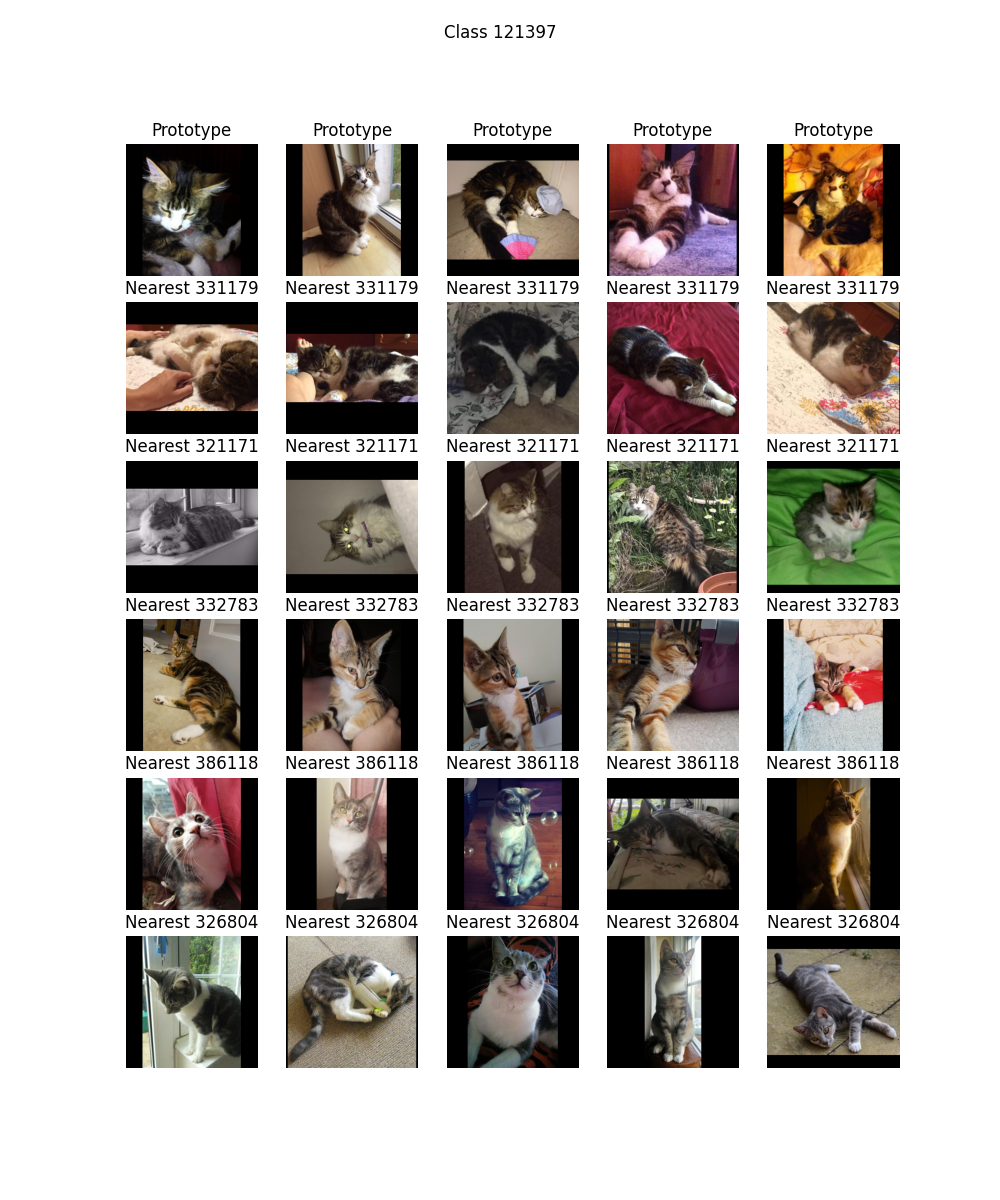 Class 121397
Prototype Prototype Prototype Prototype Prototype
Nearest 331179 Nearest 331179 Nearest 331179 Nearest 331179 Nearest 331179
Nearest 321171 Nearest 321171 Nearest 321171 Nearest 321171 Nearest 321171
Nearest 332783 Nearest 332783 Nearest 332783 Nearest 332783 Nearest 332783
Nearest 386118 Nearest 386118 Nearest 386118 Nearest 386118 Nearest 386118
Nearest 326804 Nearest 326804 Nearest 326804 Nearest 326804 Nearest 326804